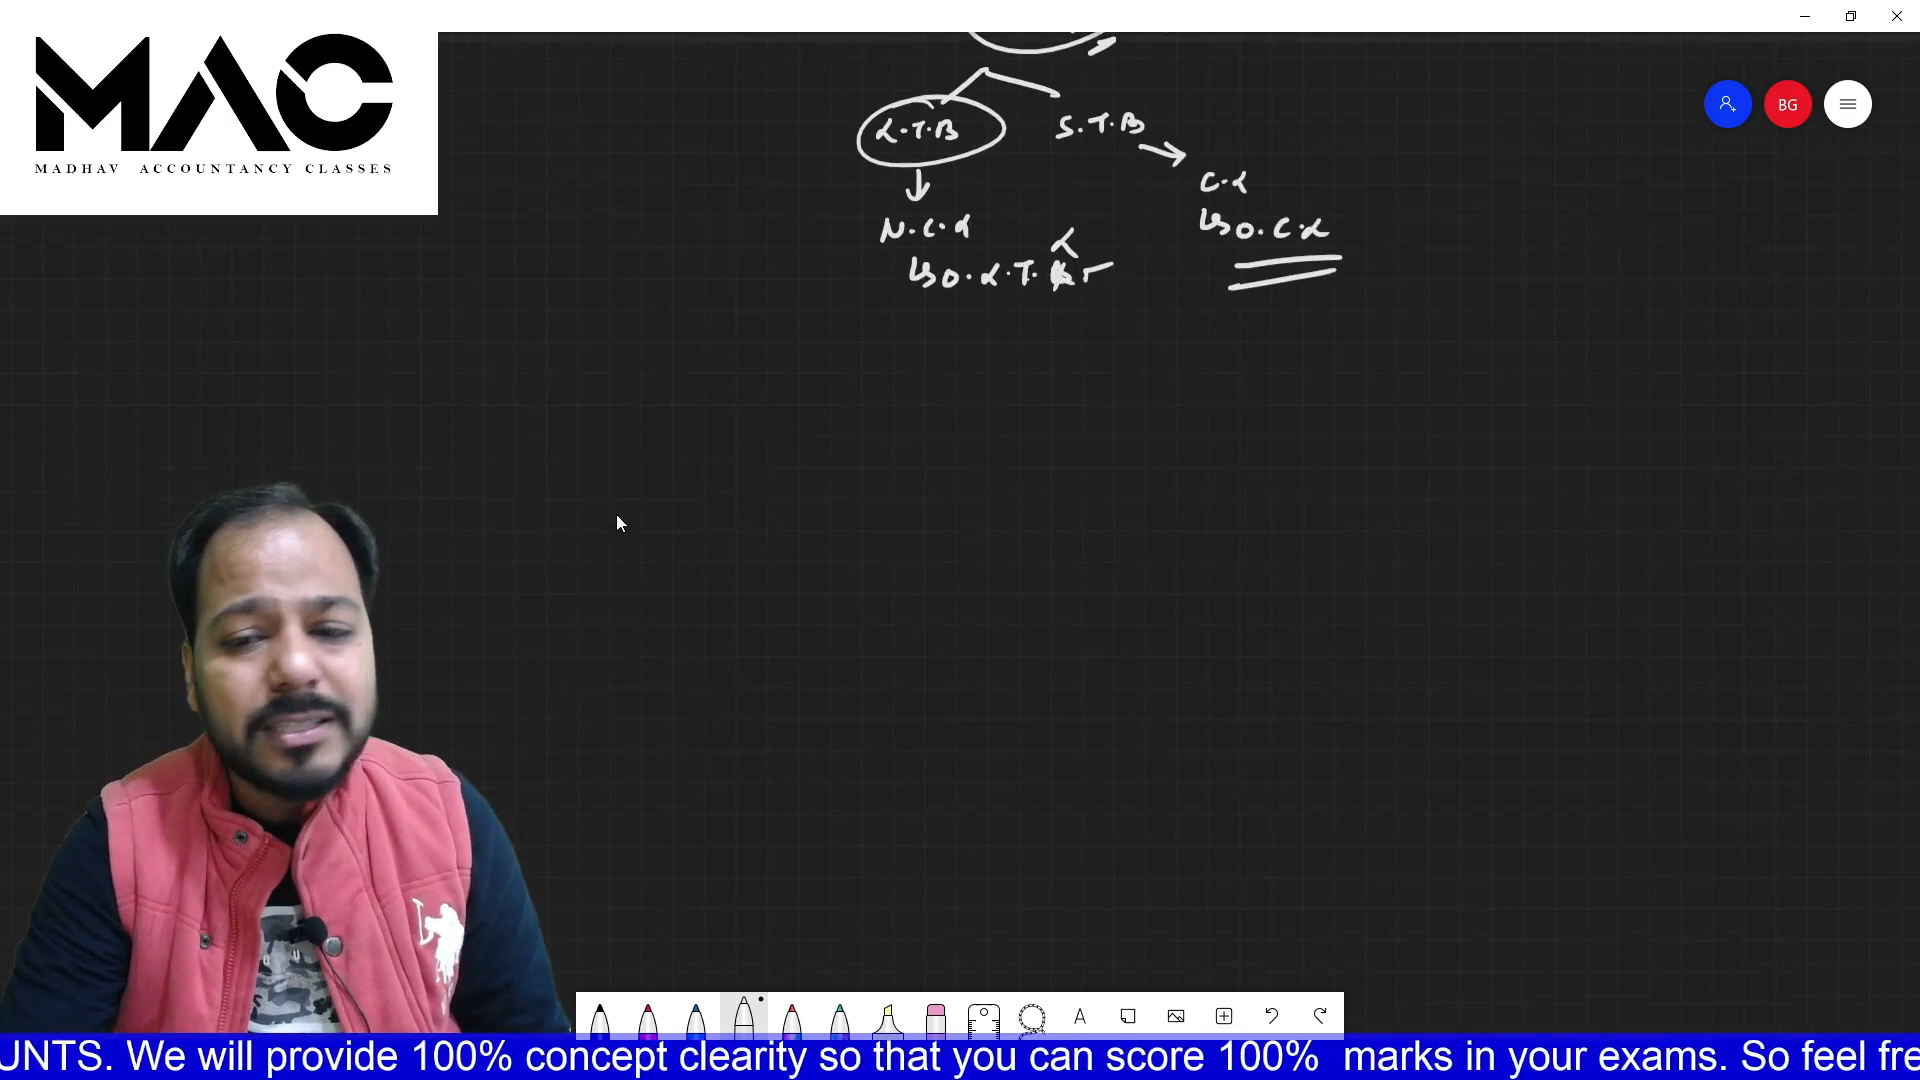 MAC
MADHAV ACCOUNTANCY CLASSES
BG
L.T.B S.T.B
C.L
N.C.L
L
↳ O.C.L
↳ O.L.T.
A
UNTS. We will provide 100% concept clearity so that you can score 100% marks in your exams. So feel fre